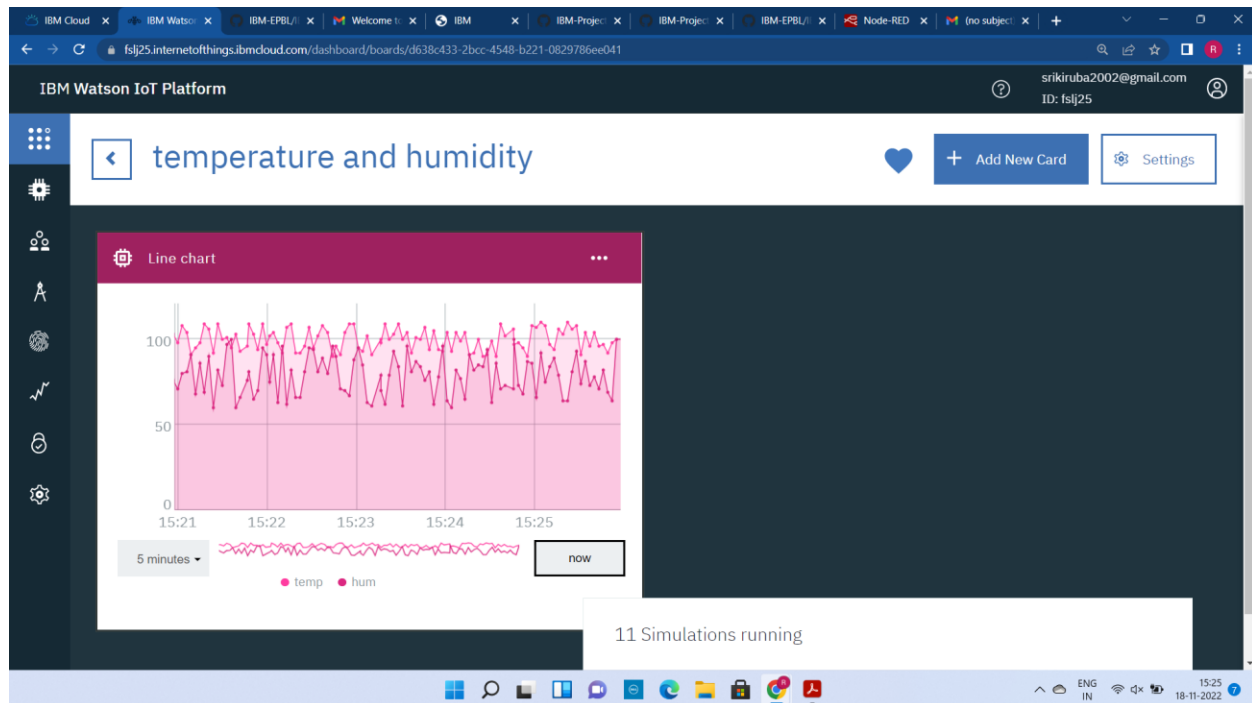 IBM Cloud
IBM Watson
IBM-EPBL/I
Welcome to
IBM
IBM-Project
IBM-Project
IBM-EPBL/I
Node-RED
(no subject)
fslj25.internetofthings.ibmcloud.com/dashboard/boards/d638c433-2bcc-4548-b221-0829786ee041
R
IBM Watson IoT Platform
srikiruba2002@gmail.com
ID: fslj25
temperature and humidity
+ Add New Card
Settings
Line chart
100
50
0
15:21 15:22 15:23 15:24 15:25
5 minutes
now
temp hum
11 Simulations running
ENG
IN
15:25
18-11-2022
7